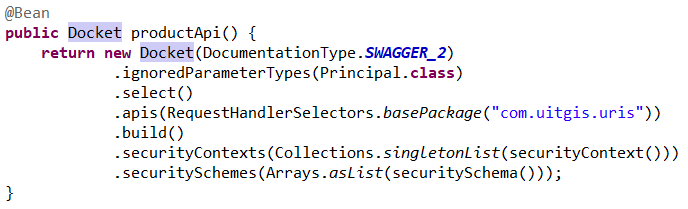 @Bean
public Docket productApi() {
    return new Docket(DocumentationType.SWAGGER_2)
            .ignoredParameterTypes(Principal.class)
            .select()
            .apis(RequestHandlerSelectors.basePackage("com.uitgis.uris"))
            .build()
            .securityContexts(Collections.singletonList(securityContext()))
            .securitySchemes(Arrays.asList(securitySchema()));
}